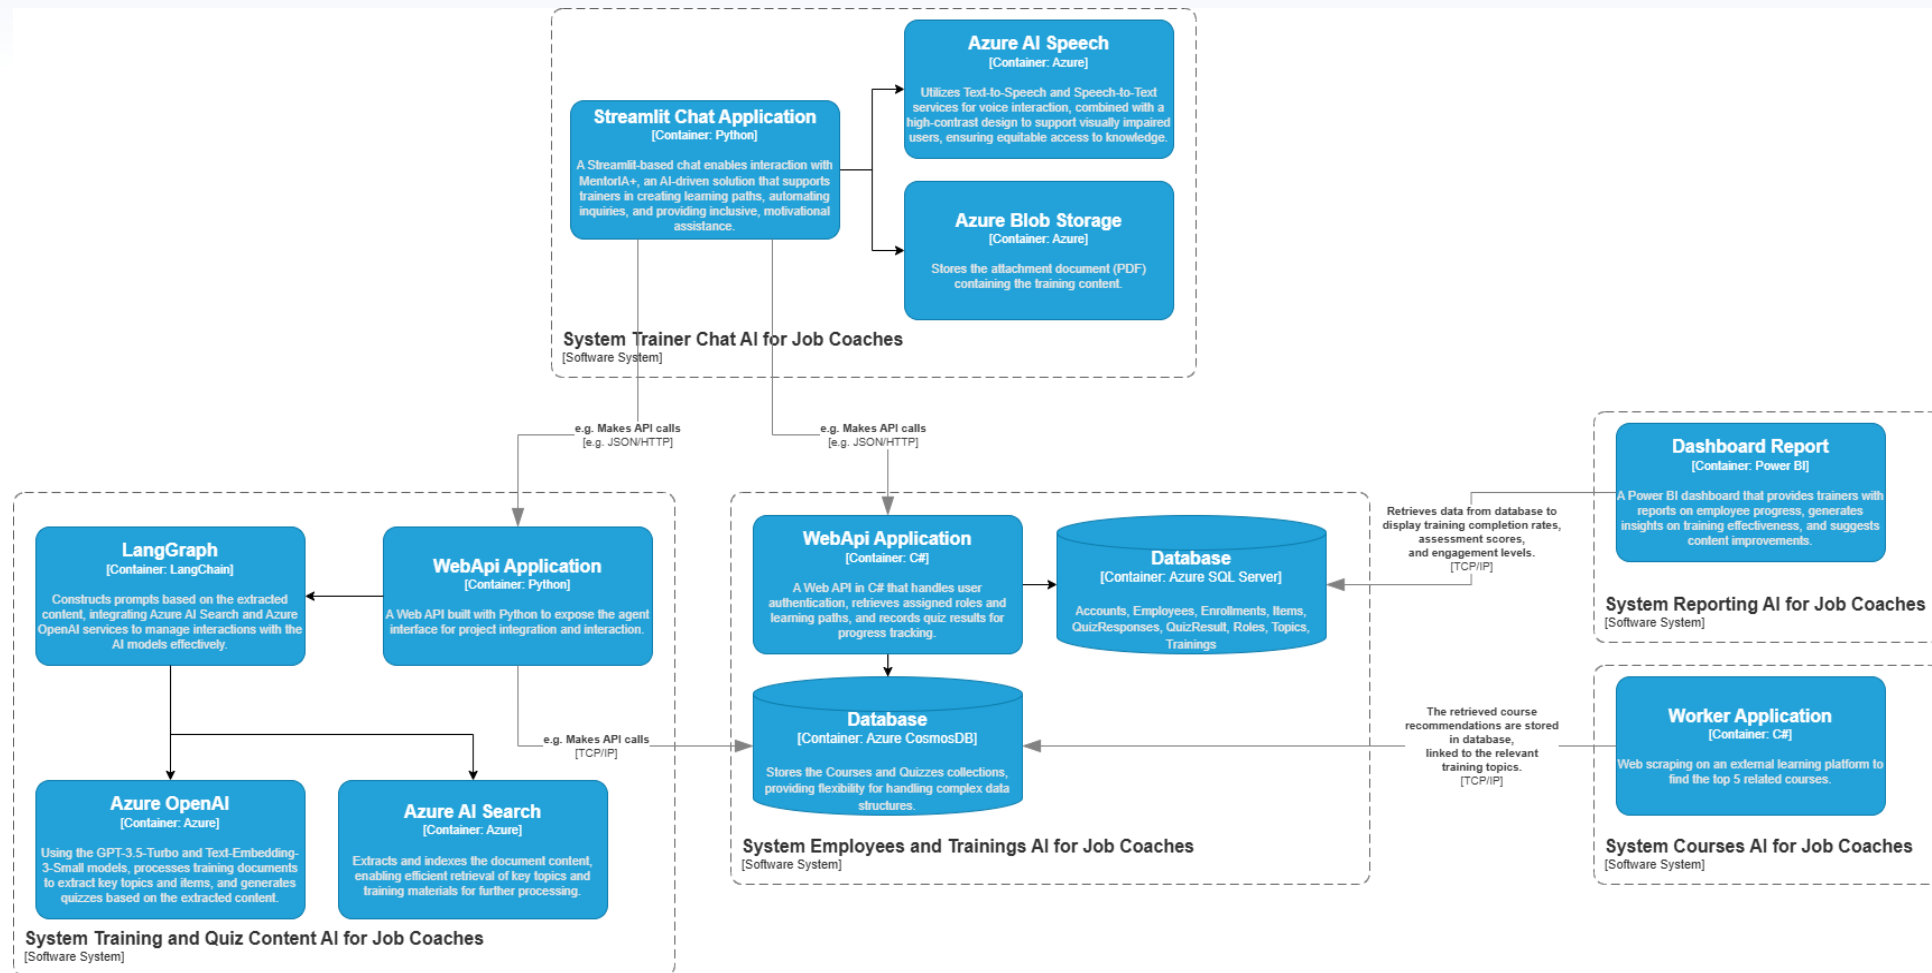 Azure AI Speech
[Container: Azure]
Utilizes Text-to-Speech and Speech-to-Text
services for voice interaction, combined with a
high-contrast design to support visually impaired
users, ensuring equitable access to knowledge.
Streamlit Chat Application
[Container: Python]
A Streamlit-based chat enables interaction with
MentorIA+, an AI-driven solution that supports
trainers in creating learning paths, automating
inquiries, and providing inclusive, motivational
assistance.
Azure Blob Storage
[Container: Azure]
Stores the attachment document (PDF)
containing the training content.
System Trainer Chat AI for Job Coaches
[Software System]
e.g. Makes API calls
[e.g. JSON/HTTP]
e.g. Makes API calls
[e.g. JSON/HTTP]
LangGraph
[Container: LangChain]
Constructs prompts based on the extracted
content, integrating Azure AI Search and Azure
OpenAI services to manage interactions with the
AI models effectively.
WebApi Application
[Container: Python]
A Web API built with Python to expose the agent
interface for project integration and interaction.
e.g. Makes API calls
[TCP/IP]
Azure OpenAI
[Container: Azure]
Using the GPT-3.5-Turbo and Text-Embedding-
3-Small models, processes training documents
to extract key topics and items, and generates
quizzes based on the extracted content.
Azure AI Search
[Container: Azure]
Extracts and indexes the document content,
enabling efficient retrieval of key topics and
training materials for further processing.
System Training and Quiz Content AI for Job Coaches
[Software System]
WebApi Application
[Container: C#]
A Web API in C# that handles user
authentication, retrieves assigned roles and
learning paths, and records quiz results for
progress tracking.
Database
[Container: Azure SQL Server]
Accounts, Employees, Enrollments, Items,
QuizResponses, QuizResult, Roles, Topics,
Trainings
Database
[Container: Azure CosmosDB]
Stores the Courses and Quizzes collections,
providing flexibility for handling complex data
structures.
System Employees and Trainings AI for Job Coaches
[Software System]
Retrieves data from database to
display training completion rates,
assessment scores,
and engagement levels.
[TCP/IP]
Dashboard Report
[Container: Power BI]
A Power BI dashboard that provides trainers with
reports on employee progress, generates
insights on training effectiveness, and suggests
content improvements.
System Reporting AI for Job Coaches
[Software System]
The retrieved course
recommendations are stored
in database,
linked to the relevant
training topics.
[TCP/IP]
Worker Application
[Container: C#]
Web scraping on an external learning platform to
find the top 5 related courses.
System Courses AI for Job Coaches
[Software System]